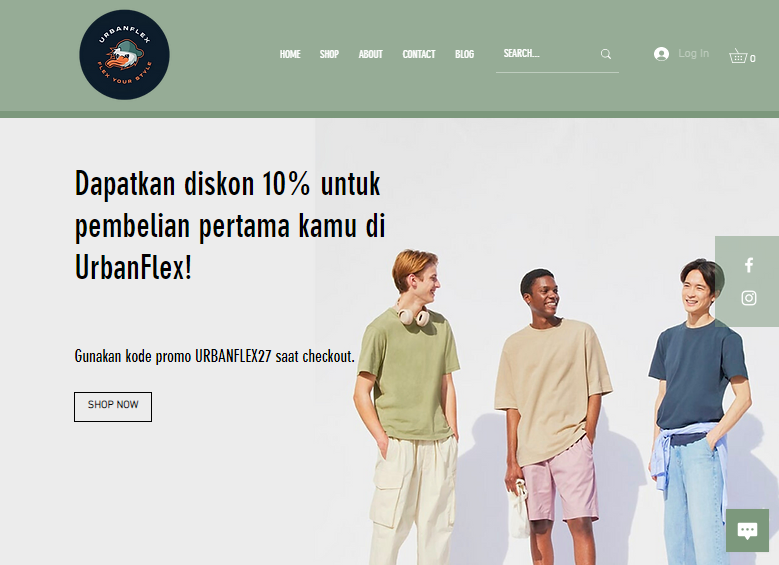 URBANFLEX
FLEX YOUR STYLE
HOME SHOP ABOUT CONTACT BLOG SEARCH... Log In 0
Dapatkan diskon 10% untuk
pembelian pertama kamu di
UrbanFlex!
Gunakan kode promo URBANFLEX27 saat checkout.
SHOP NOW